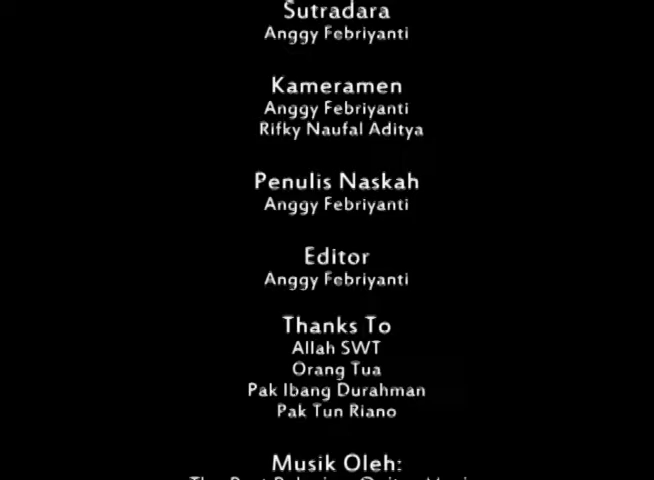 Sutradara
Anggy Febriyanti
Kameramen
Anggy Febriyanti
Rifky Naufal Aditya
Penulis Naskah
Anggy Febriyanti
Editor
Anggy Febriyanti
Thanks To
Allah SWT
Orang Tua
Pak Ibang Durahman
Pak Tun Riano
Musik Oleh: